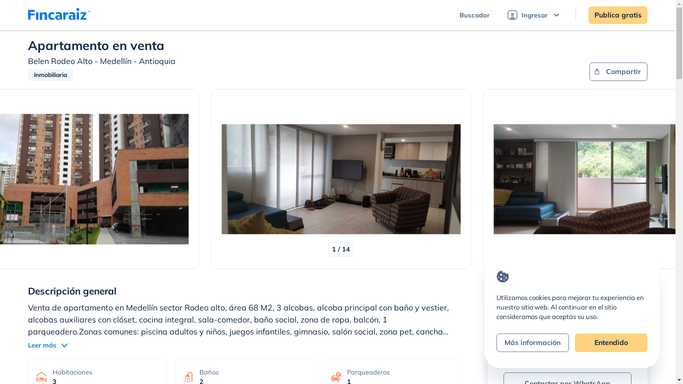 Fincaraiz
Buscador
Ingresar
Publica gratis
Apartamento en venta
Belen Rodeo Alto - Medellín - Antioquia
Inmobiliaria
Compartir
1 / 14
Descripción general
Venta de apartamento en Medellín sector Rodeo alto, área 68 M2, 3 alcobas, alcoba principal con baño y vestier,
alcobas auxiliares con clóset, cocina integral, sala-comedor, baño social, zona de ropa, balcón, 1
parqueadero.Zonas comunes: piscina adultos y niños, juegos infantiles, gimnasio, salón social, zona pet, cancha...
Leer más
Habitaciones
3
Baños
2
Parqueaderos
1
Utilizamos cookies para mejorar tu experiencia en
nuestro sitio web. Al continuar en el sitio
consideramos que aceptas su uso.
Más información
Entendido
Contactar por WhatsApp